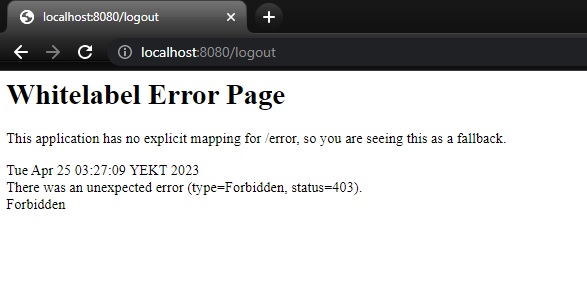 localhost:8080/logout
localhost:8080/logout
Whitelabel Error Page
This application has no explicit mapping for /error, so you are seeing this as a fallback.
Tue Apr 25 03:27:09 YEKT 2023
There was an unexpected error (type=Forbidden, status=403).
Forbidden